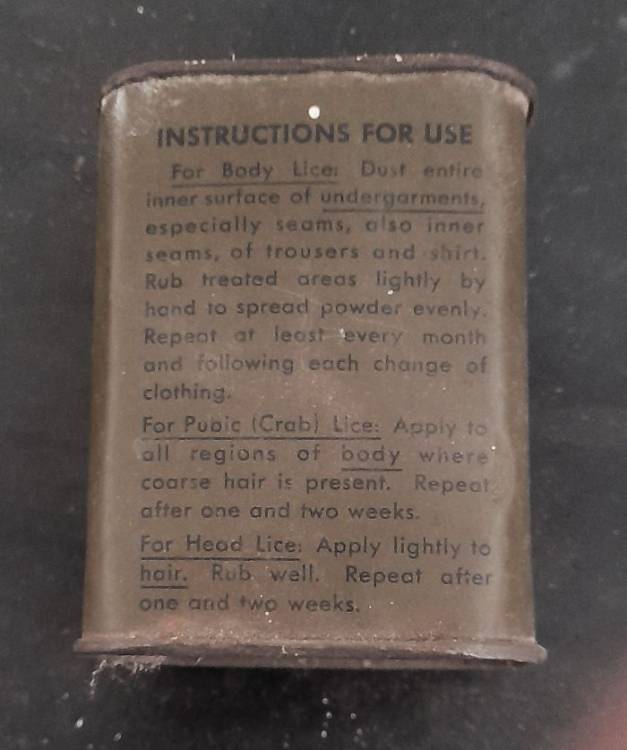 INSTRUCTIONS FOR USE
For Body Lice: Dust entire
inner surface of undergarments,
especially seams, also inner
seams, of trousers and shirt.
Rub treated areas lightly by
hand to spread powder evenly.
Repeat at least every month
and following each change of
clothing.
For Pubic (Crab) Lice: Apply to
all regions of body where
coarse hair is present. Repeat
after one and two weeks.
For Head Lice: Apply lightly to
hair. Rub well. Repeat after
one and two weeks.